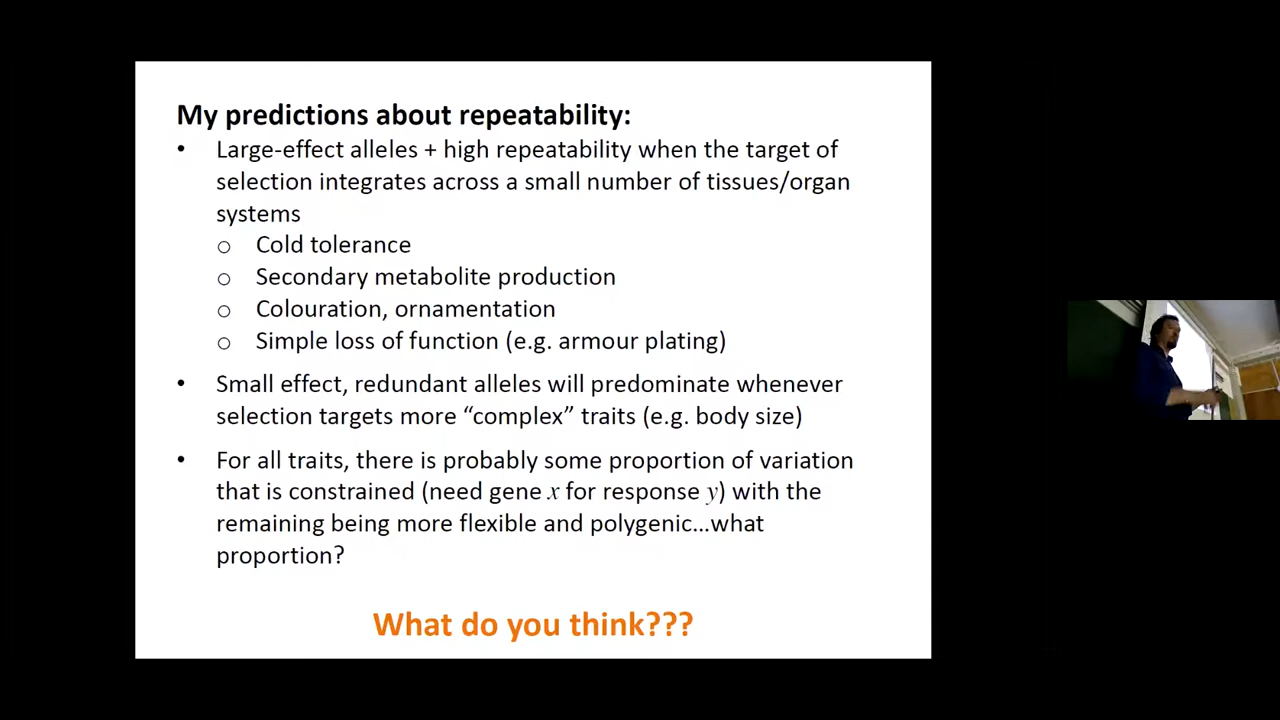 My predictions about repeatability:
• Large-effect alleles + high repeatability when the target of
selection integrates across a small number of tissues/organ
systems
o Cold tolerance
o Secondary metabolite production
o Colouration, ornamentation
o Simple loss of function (e.g. armour plating)
• Small effect, redundant alleles will predominate whenever
selection targets more “complex” traits (e.g. body size)
• For all traits, there is probably some proportion of variation
that is constrained (need gene x for response y) with the
remaining being more flexible and polygenic…what
proportion?
What do you think???